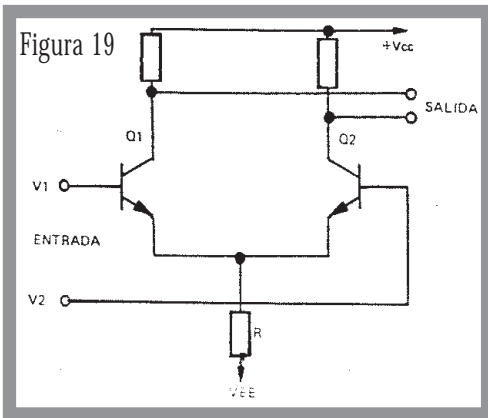 Figura 19
+Vcc
SALIDA
Q1
Q2
V1
ENTRADA
V2
R
VEE